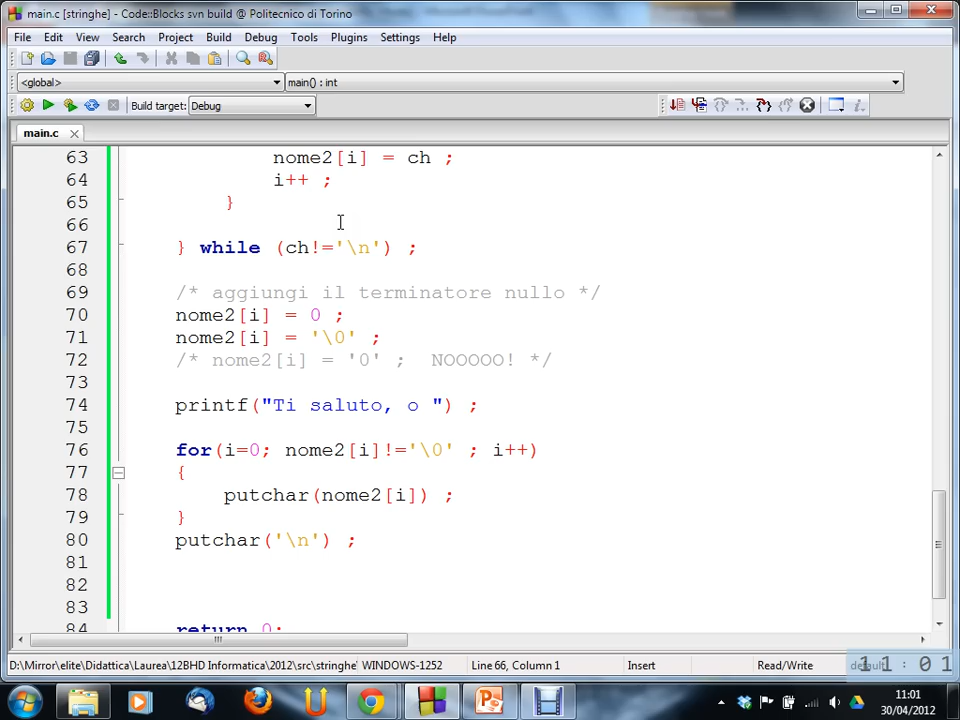 main.c [stringhe] - Code::Blocks svn build @ Politecnico di Torino
File Edit View Search Project Build Debug Tools Plugins Settings Help
<global> main() : int
Build target: Debug
main.c
63 nome2[i] = ch ;
64 i++ ;
65 }
66
67 } while (ch!='\n') ;
68
69 /* aggiungi il terminatore nullo */
70 nome2[i] = 0 ;
71 nome2[i] = '\0' ;
72 /* nome2[i] = '0' ; NOOOOO! */
73
74 printf("Ti saluto, o ") ;
75
76 for(i=0; nome2[i]!='\0' ; i++)
77 {
78 putchar(nome2[i]) ;
79 }
80 putchar('\n') ;
81
82
83
84 return 0;
D:\Mirror\elite\Didattica\Laurea\12BHD Informatica\2012\src\stringhe\ WINDOWS-1252 Line 66, Column 1 Insert Read/Write default
11:01
11:01
30/04/2012